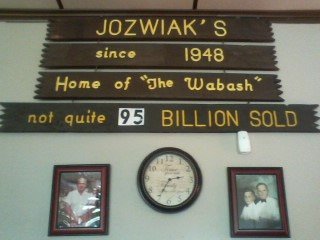 JOZWIAK'S
since 1948
Home of "The Wabash"
not quite 95 BILLION SOLD